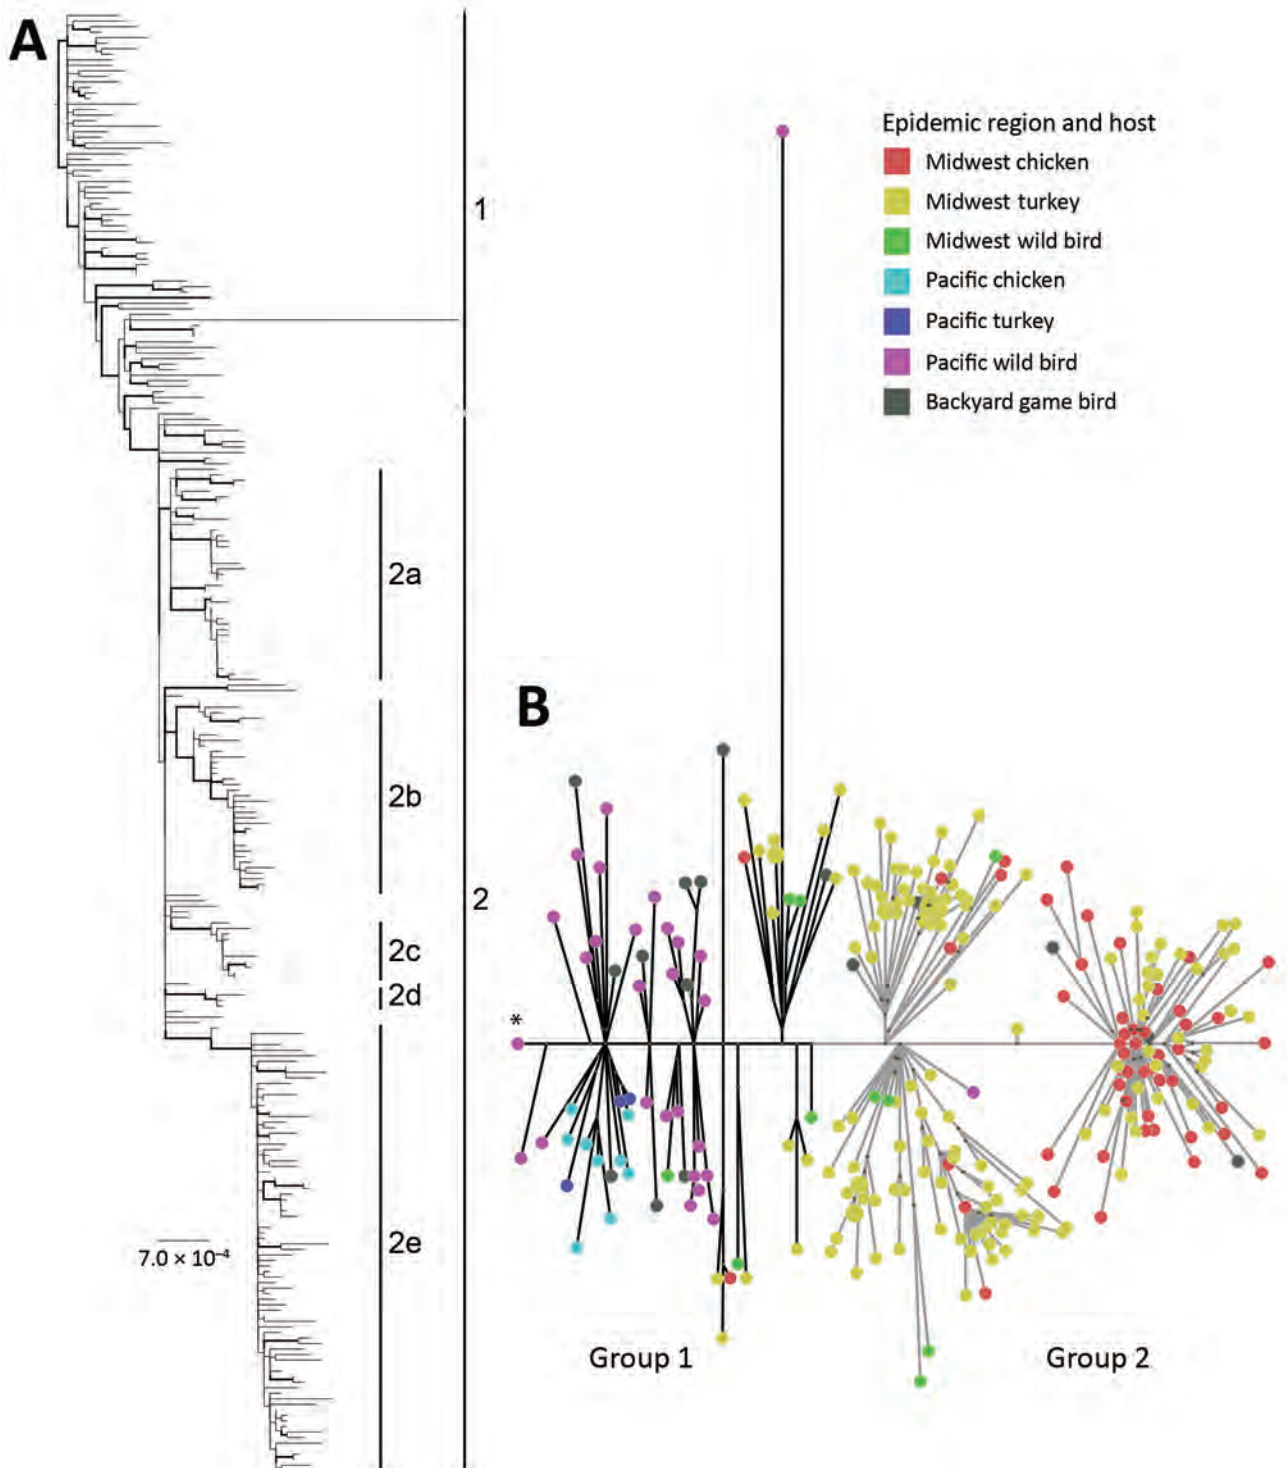 A
1
2
2a
2b
2c
2d
2e
7.0 × 10⁻⁴
Epidemic region and host
Midwest chicken
Midwest turkey
Midwest wild bird
Pacific chicken
Pacific turkey
Pacific wild bird
Backyard game bird
B
*
Group 1
Group 2